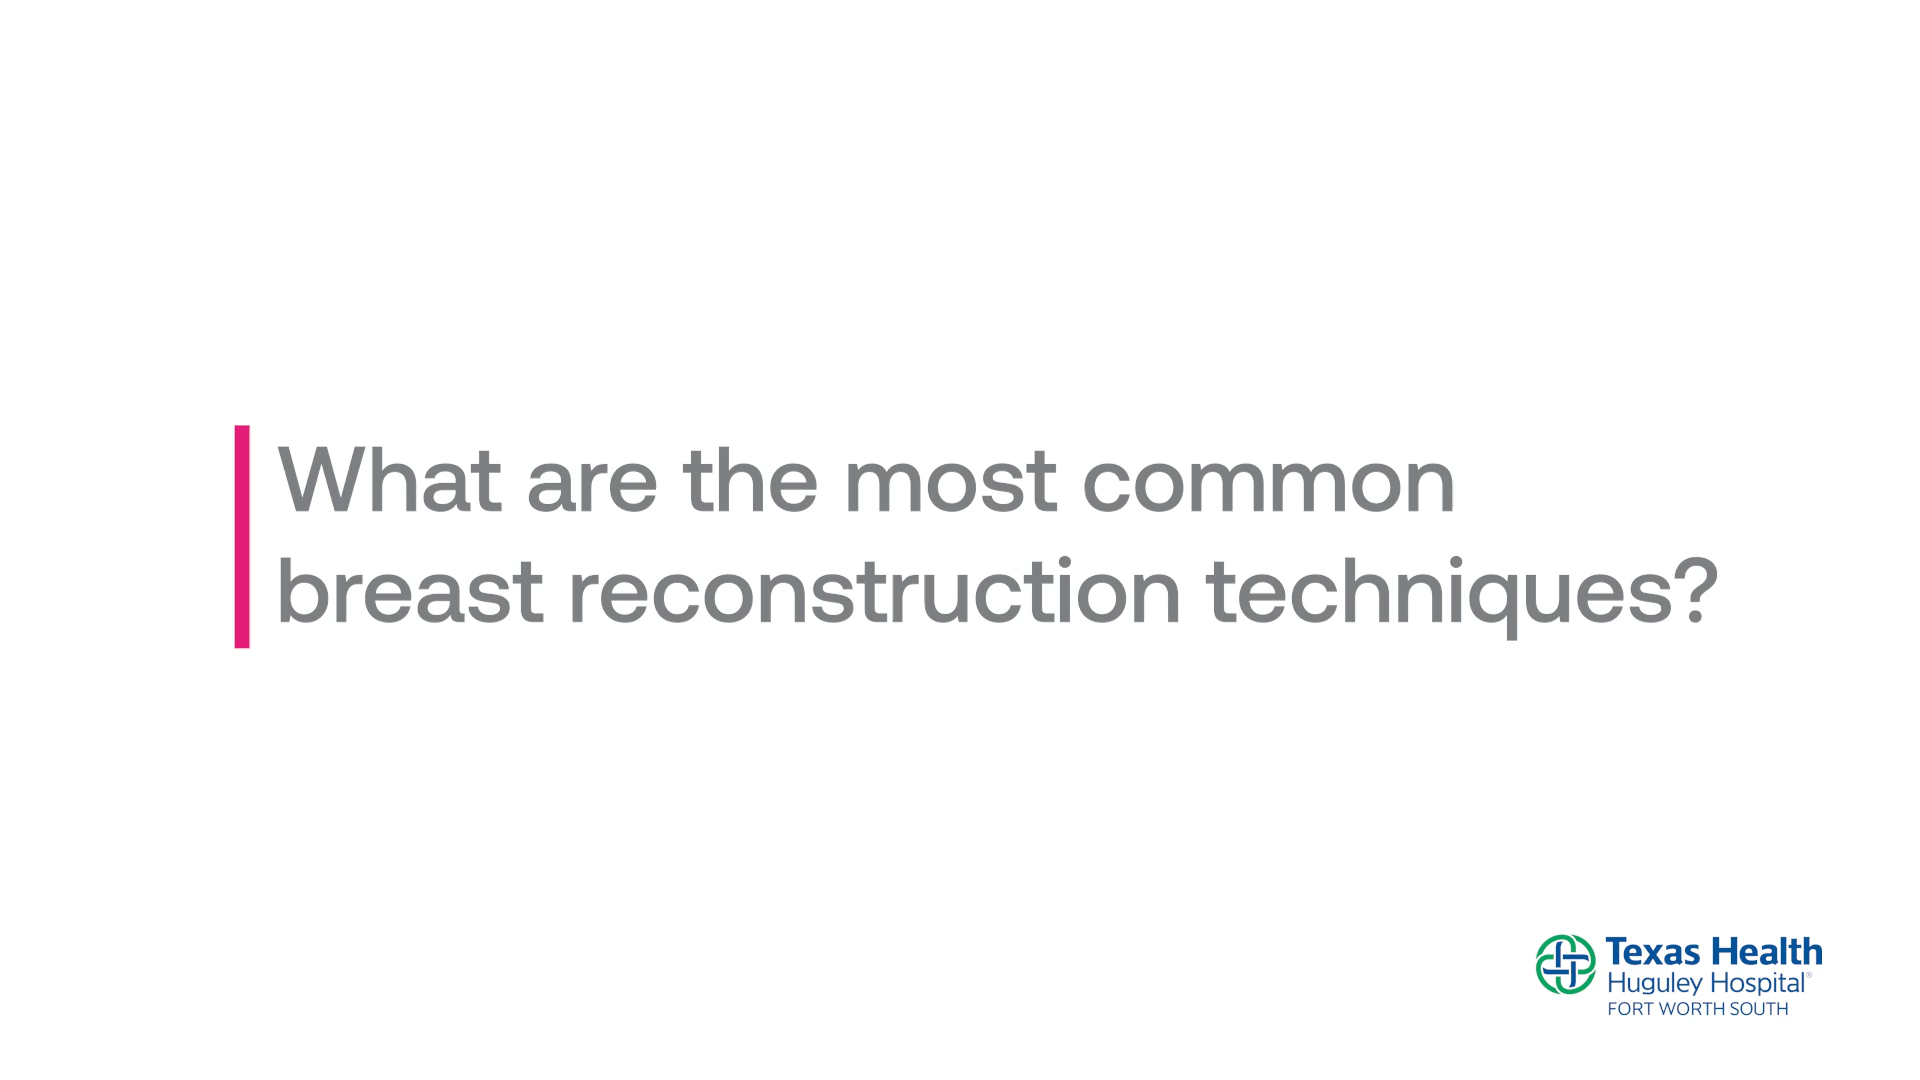 What are the most common
breast reconstruction techniques?
Texas Health
Huguley Hospital®
FORT WORTH SOUTH